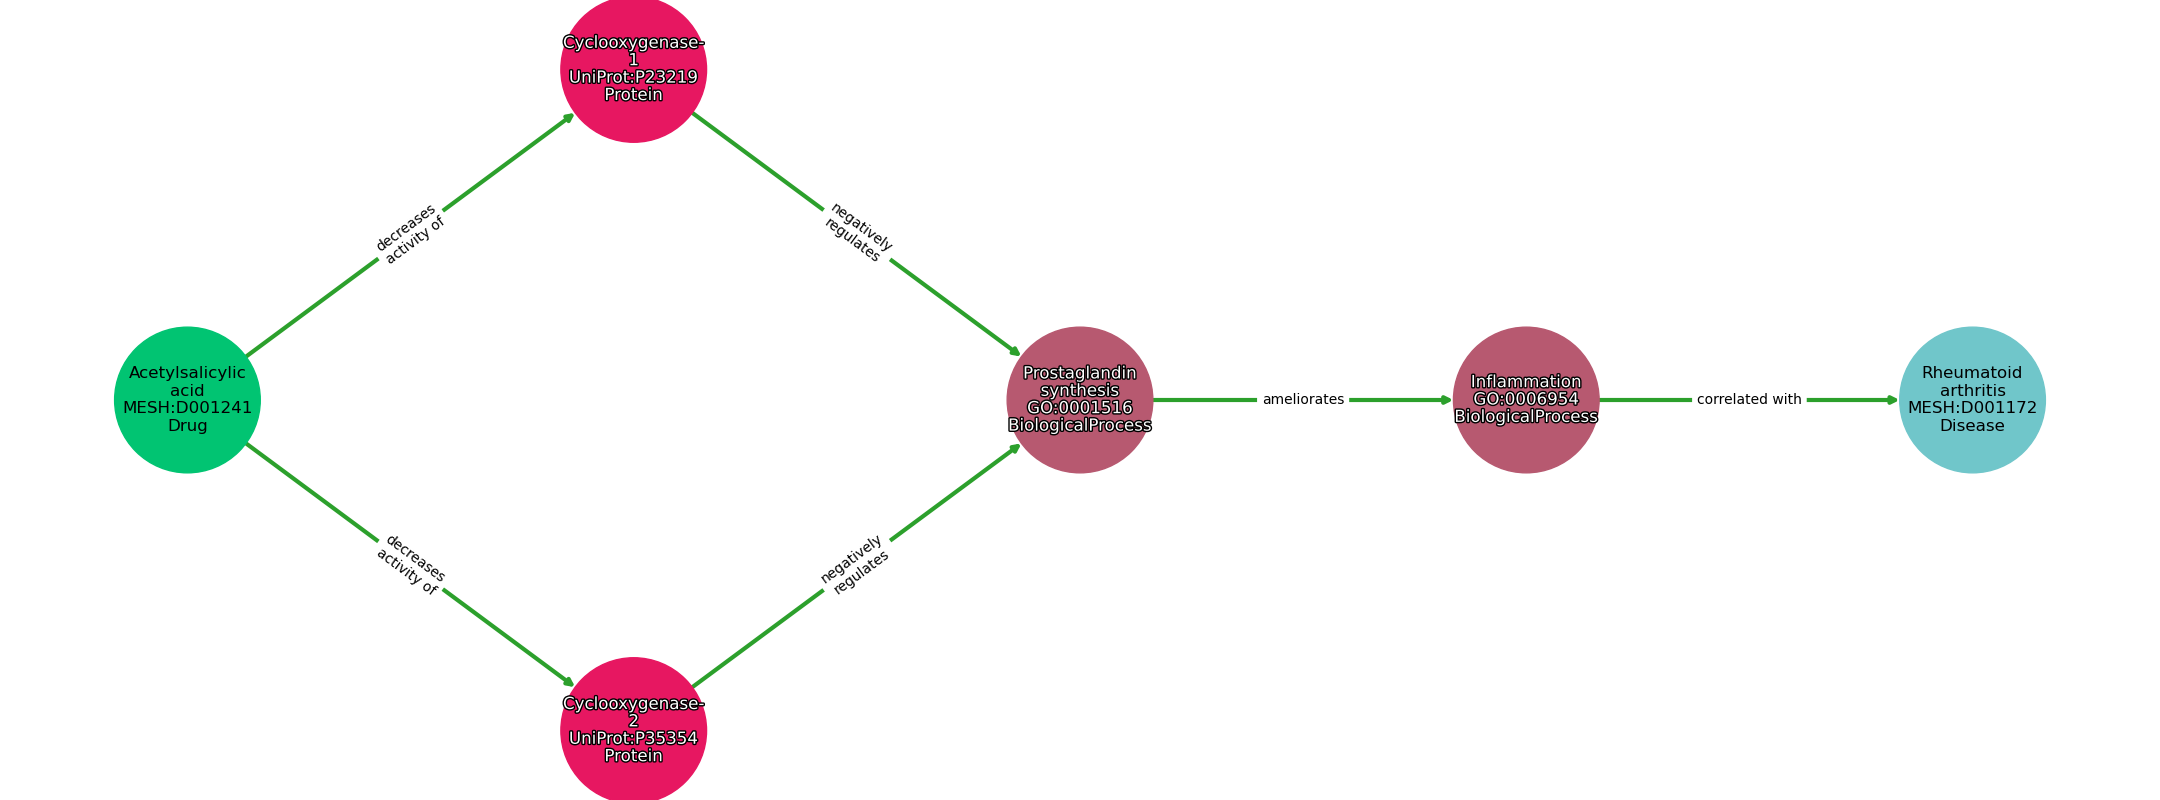 Cyclooxygenase-
1
UniProt:P23219
Protein
decreases
activity of
negatively
regulates
Acetylsalicylic
acid
MESH:D001241
Drug
Prostaglandin
synthesis
GO:0001516
BiologicalProcess
ameliorates
Inflammation
GO:0006954
BiologicalProcess
correlated with
Rheumatoid
arthritis
MESH:D001172
Disease
decreases
activity of
negatively
regulates
Cyclooxygenase-
2
UniProt:P35354
Protein